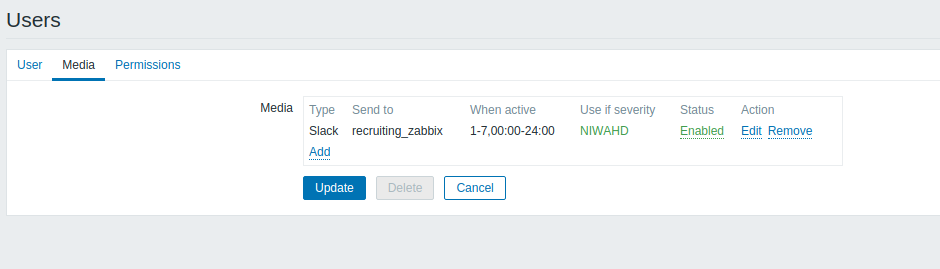 Users
User Media Permissions
Media Type Send to When active Use if severity Status Action
Slack recruiting_zabbix 1-7,00:00-24:00 NIWAHD Enabled Edit Remove
Add
Update Delete Cancel